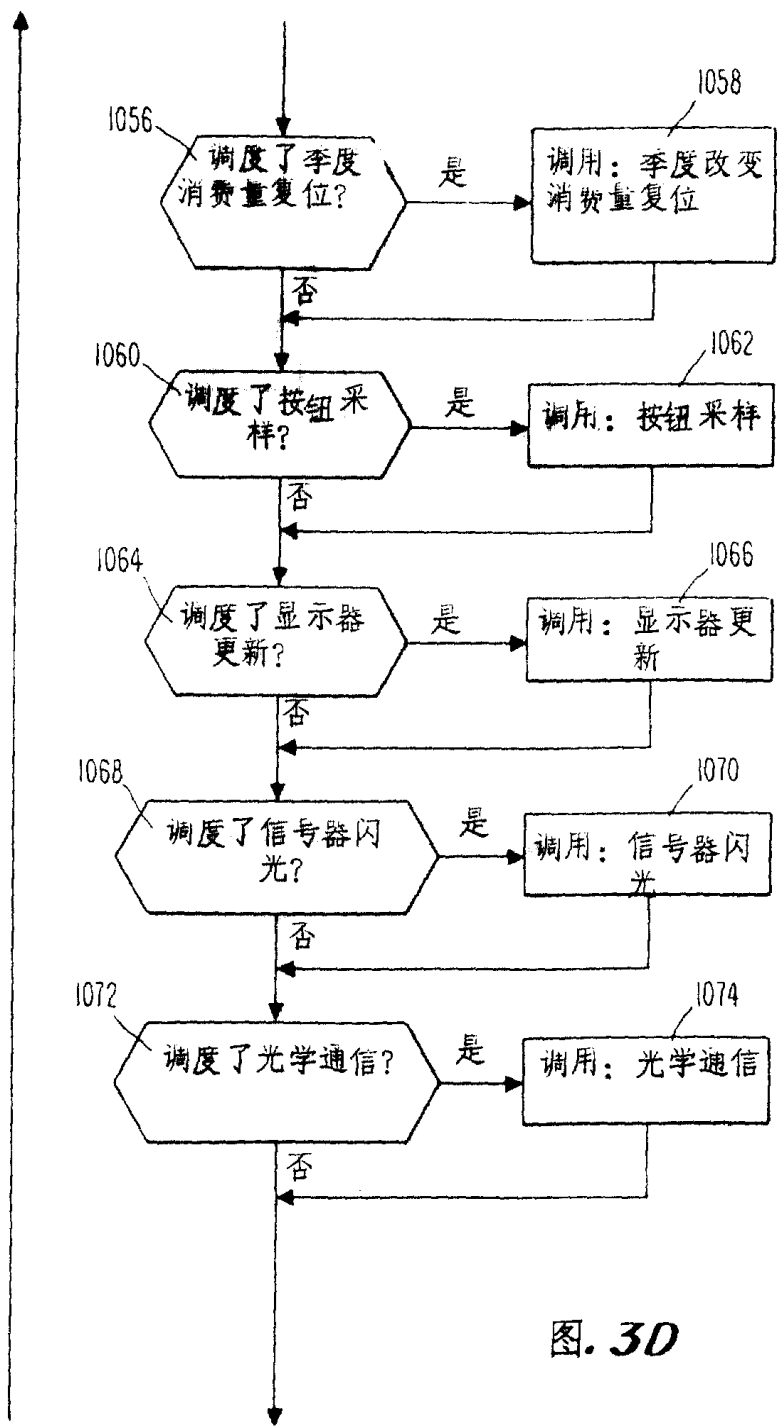 1056
调度了季度
消费量复位?
是
1058
调用: 季度改变
消费量复位
否
1060
调度了按钮采
样?
是
1062
调用: 按钮采样
否
1064
调度了显示器
更新?
是
1066
调用: 显示器更
新
否
1068
调度了信号器闪
光?
是
1070
调用: 信号器闪
光
否
1072
调度了光学通信?
是
1074
调用: 光学通信
否
图. 3D